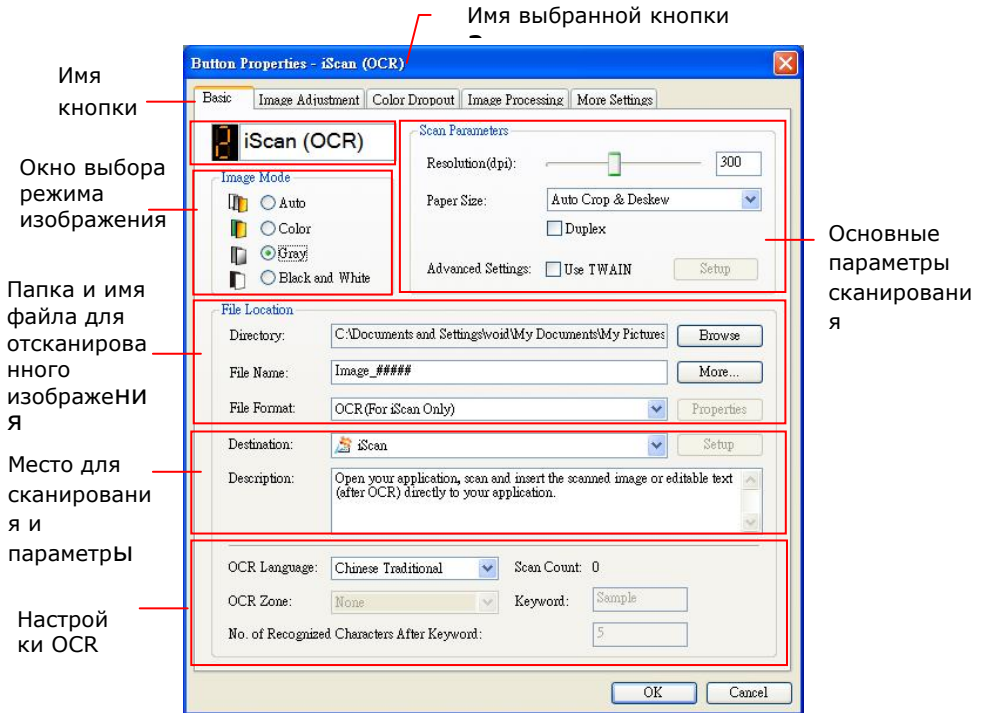 Имя выбранной кнопки
Button Properties - iScan (OCR)
Имя
кнопки
Basic Image Adjustment Color Dropout Image Processing More Settings
2 iScan (OCR)
Окно выбора
режима
изображения
Image Mode
Auto
Color
Gray
Black and White
Scan Parameters
Resolution(dpi): 300
Paper Size: Auto Crop & Deskew
Duplex
Advanced Settings: Use TWAIN Setup
Основные
параметры
сканировани
я
Папка и имя
файла для
отсканирова
нного
изображения
я
File Location
Directory: C:\Documents and Settings\void\My Documents\My Pictures Browse
File Name: Image_##### More...
File Format: OCR(For iScan Only) Properties
Место для
сканировани
я и
параметры
Destination: iScan Setup
Description: Open your application, scan and insert the scanned image or editable text
(after OCR) directly to your application.
Настрой
ки OCR
OCR Language: Chinese Traditional Scan Count: 0
OCR Zone: None Keyword: Sample
No. of Recognized Characters After Keyword: 5
OK Cancel